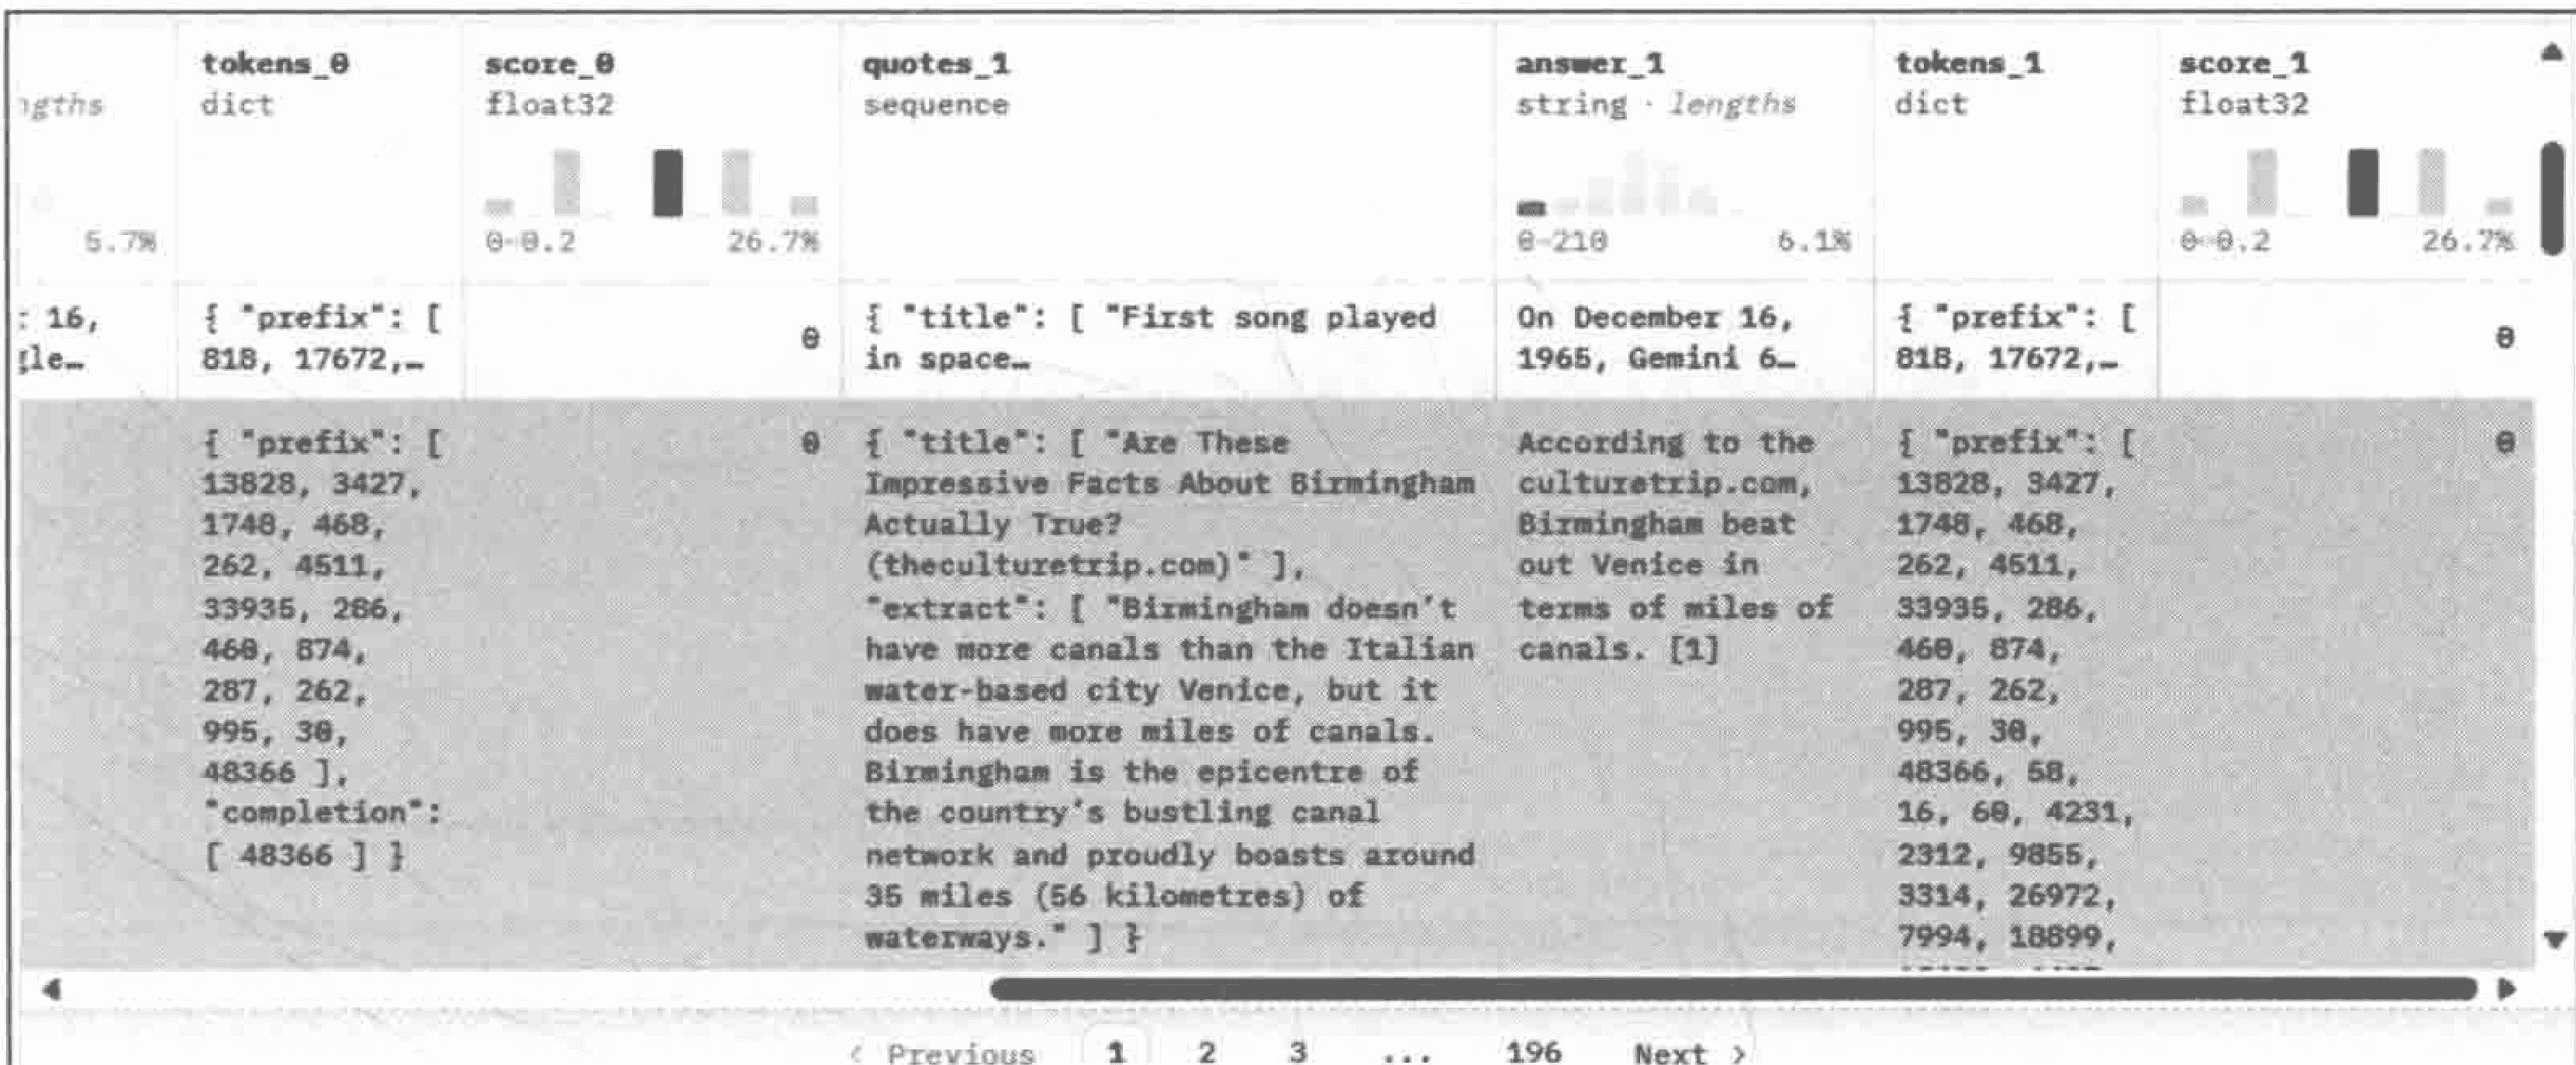 tokens_0 score_0 quotes_1 answer_1 tokens_1 score_1
ngths dict float32 sequence string · lengths dict float32
5.7% 0-0.2 26.7% 0-210 6.1% 0-0.2 26.7%
: 16, { "prefix": [ 0 { "title": [ "First song played On December 16, { "prefix": [ 0
gle… 818, 17672,… in space… 1965, Gemini 6… 818, 17672,…
{ "prefix": [ 0 { "title": [ "Are These According to the { "prefix": [ 0
13828, 3427, Impressive Facts About Birmingham culturetrip.com, 13828, 3427,
1748, 468, Actually True? Birmingham beat 1748, 468,
262, 4511, (theculturetrip.com)" ], out Venice in 262, 4511,
33935, 286, "extract": [ "Birmingham doesn't terms of miles of 33935, 286,
460, 874, have more canals than the Italian canals. [1] 460, 874,
287, 262, water-based city Venice, but it 287, 262,
995, 30, does have more miles of canals. 995, 30,
48366 ], Birmingham is the epicentre of 48366, 58,
"completion": the country's bustling canal 16, 60, 4231,
[ 48366 ] } network and proudly boasts around 2312, 9855,
35 miles (56 kilometres) of 3314, 26972,
waterways." ] } 7994, 18899,
< Previous 1 2 3 ... 196 Next >